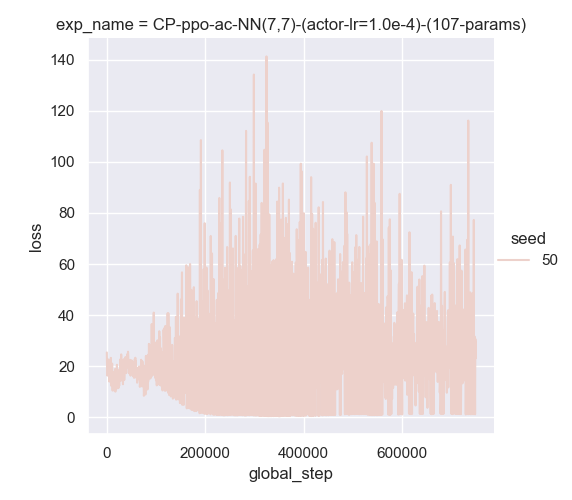 exp_name = CP-ppo-ac-NN(7,7)-(actor-lr=1.0e-4)-(107-params)
140
120
100
80
60
40
20
0
loss
0 200000 400000 600000
global_step
seed
50